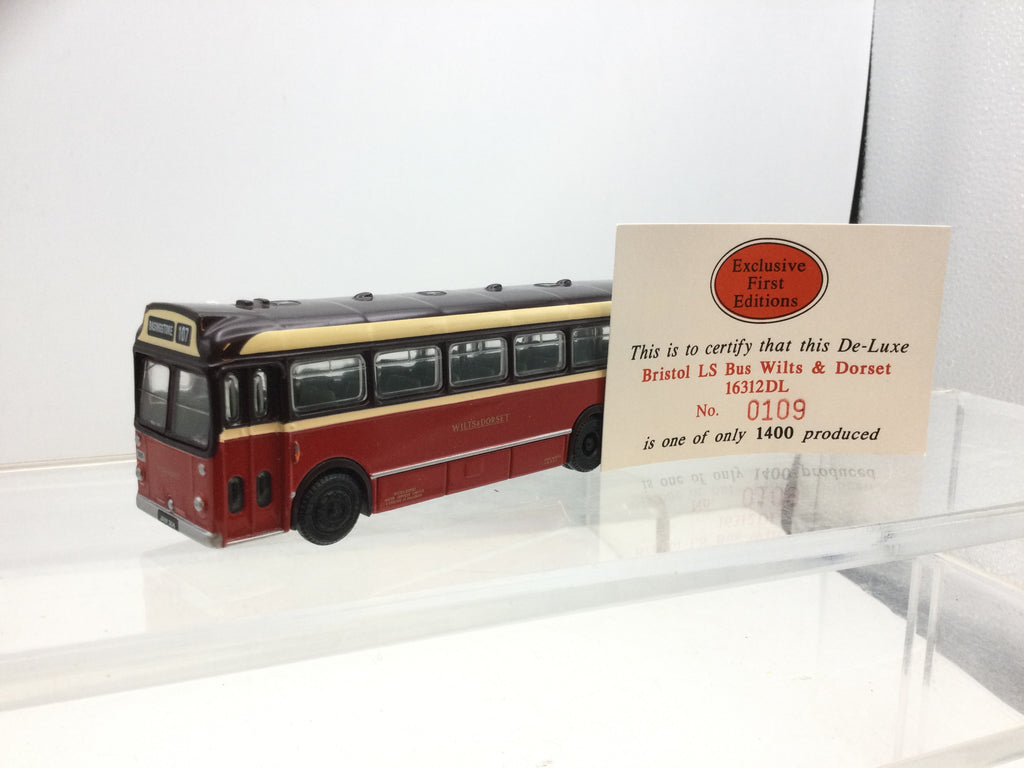 BASINGSTOKE 107
WILTS & DORSET
Exclusive
First
Editions
This is to certify that this De-Luxe
Bristol LS Bus Wilts & Dorset
16312DL
No. 0109
is one of only 1400 produced